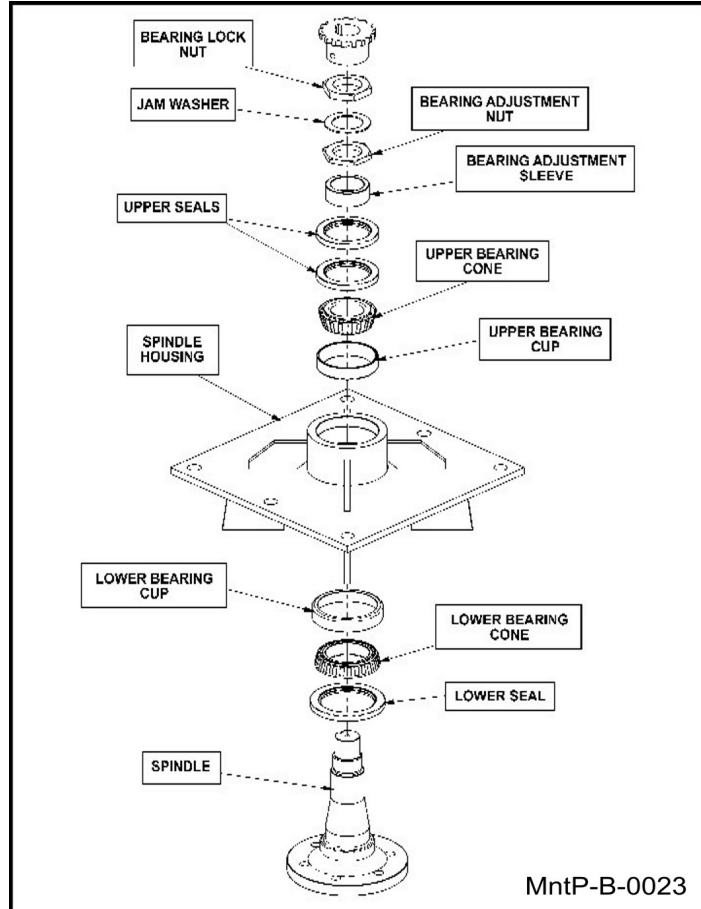 BEARING LOCK
NUT
JAM WASHER
BEARING ADJUSTMENT
NUT
BEARING ADJUSTMENT
SLEEVE
UPPER SEALS
UPPER BEARING
CONE
SPINDLE
HOUSING
UPPER BEARING
CUP
LOWER BEARING
CUP
LOWER BEARING
CONE
LOWER SEAL
SPINDLE
MntP-B-0023